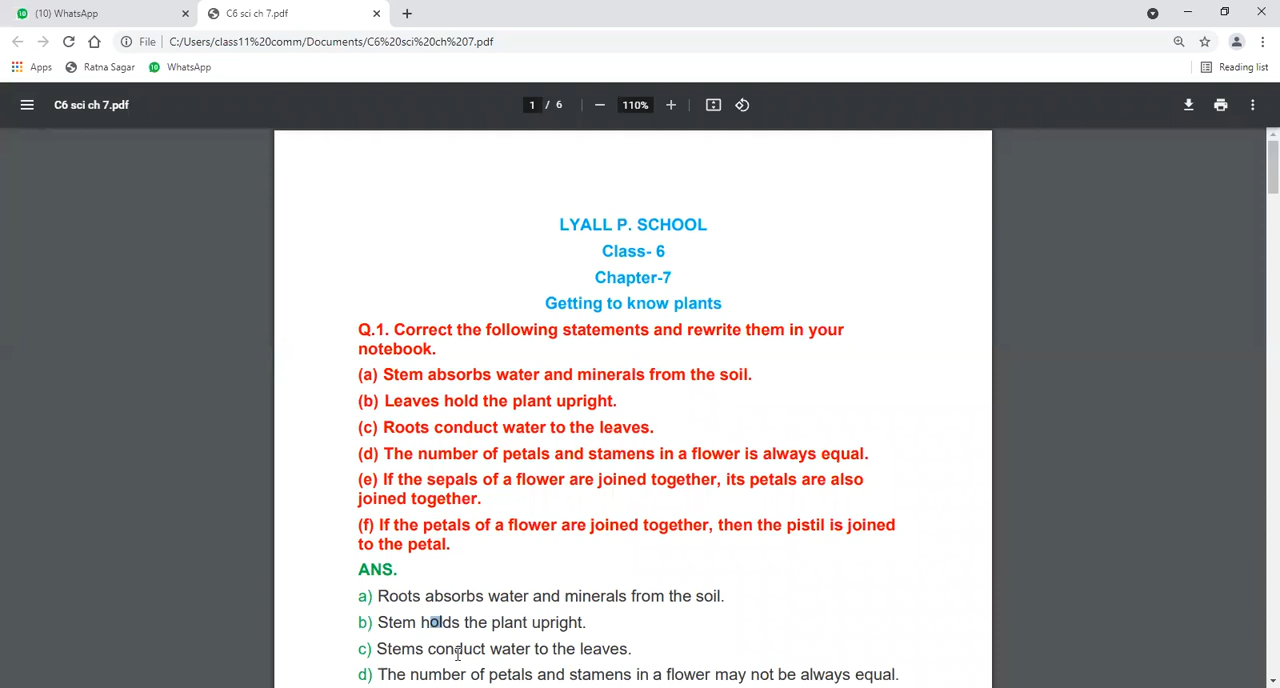 (10) WhatsApp
C6 sci ch 7.pdf
File
C:/Users/class11%20comm/Documents/C6%20sci%20ch%207.pdf
Apps
Ratna Sagar
WhatsApp
Reading list
C6 sci ch 7.pdf
1 / 6
110%
LYALL P. SCHOOL
Class- 6
Chapter-7
Getting to know plants
Q.1. Correct the following statements and rewrite them in your
notebook.
(a) Stem absorbs water and minerals from the soil.
(b) Leaves hold the plant upright.
(c) Roots conduct water to the leaves.
(d) The number of petals and stamens in a flower is always equal.
(e) If the sepals of a flower are joined together, its petals are also
joined together.
(f) If the petals of a flower are joined together, then the pistil is joined
to the petal.
ANS.
a) Roots absorbs water and minerals from the soil.
b) Stem holds the plant upright.
c) Stems conduct water to the leaves.
d) The number of petals and stamens in a flower may not be always equal.